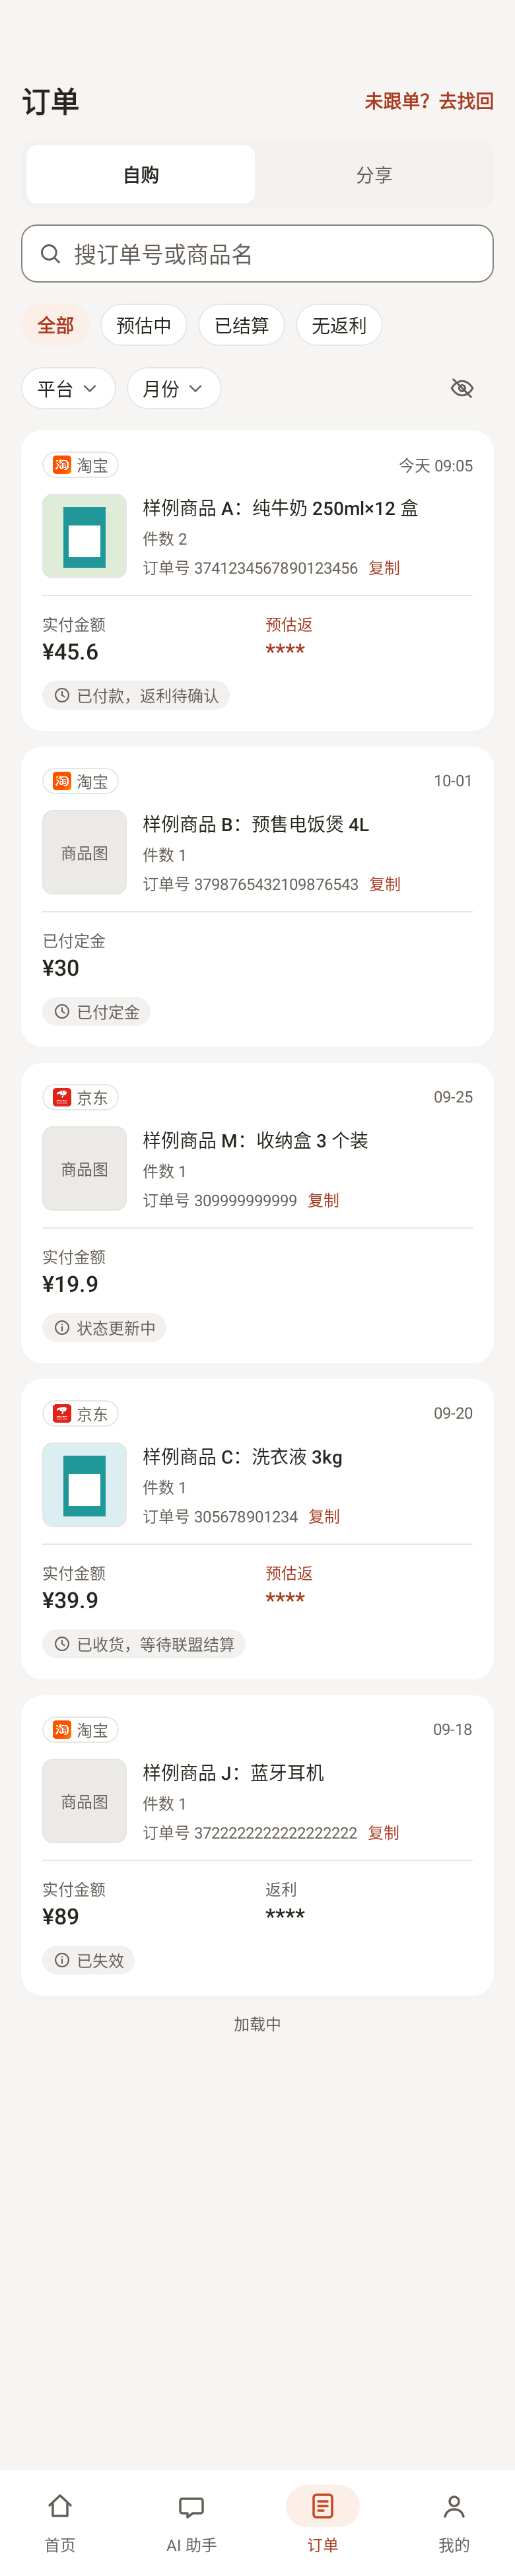 订单
未跟单？去找回
自购
分享
搜订单号或商品名
全部
预估中
已结算
无返利
平台
月份
淘 淘宝
今天 09:05
样例商品 A：纯牛奶 250ml×12 盒
件数 2
订单号 3741234567890123456 复制
实付金额
预估返
¥45.6
****
已付款，返利待确认
淘 淘宝
10-01
商品图
样例商品 B：预售电饭煲 4L
件数 1
订单号 3798765432109876543 复制
已付定金
¥30
已付定金
京东
09-25
商品图
样例商品 M：收纳盒 3 个装
件数 1
订单号 309999999999 复制
实付金额
¥19.9
状态更新中
京东
09-20
样例商品 C：洗衣液 3kg
件数 1
订单号 305678901234 复制
实付金额
预估返
¥39.9
****
已收货，等待联盟结算
淘 淘宝
09-18
商品图
样例商品 J：蓝牙耳机
件数 1
订单号 3722222222222222222 复制
实付金额
返利
¥89
****
已失效
加载中
首页
AI 助手
订单
我的